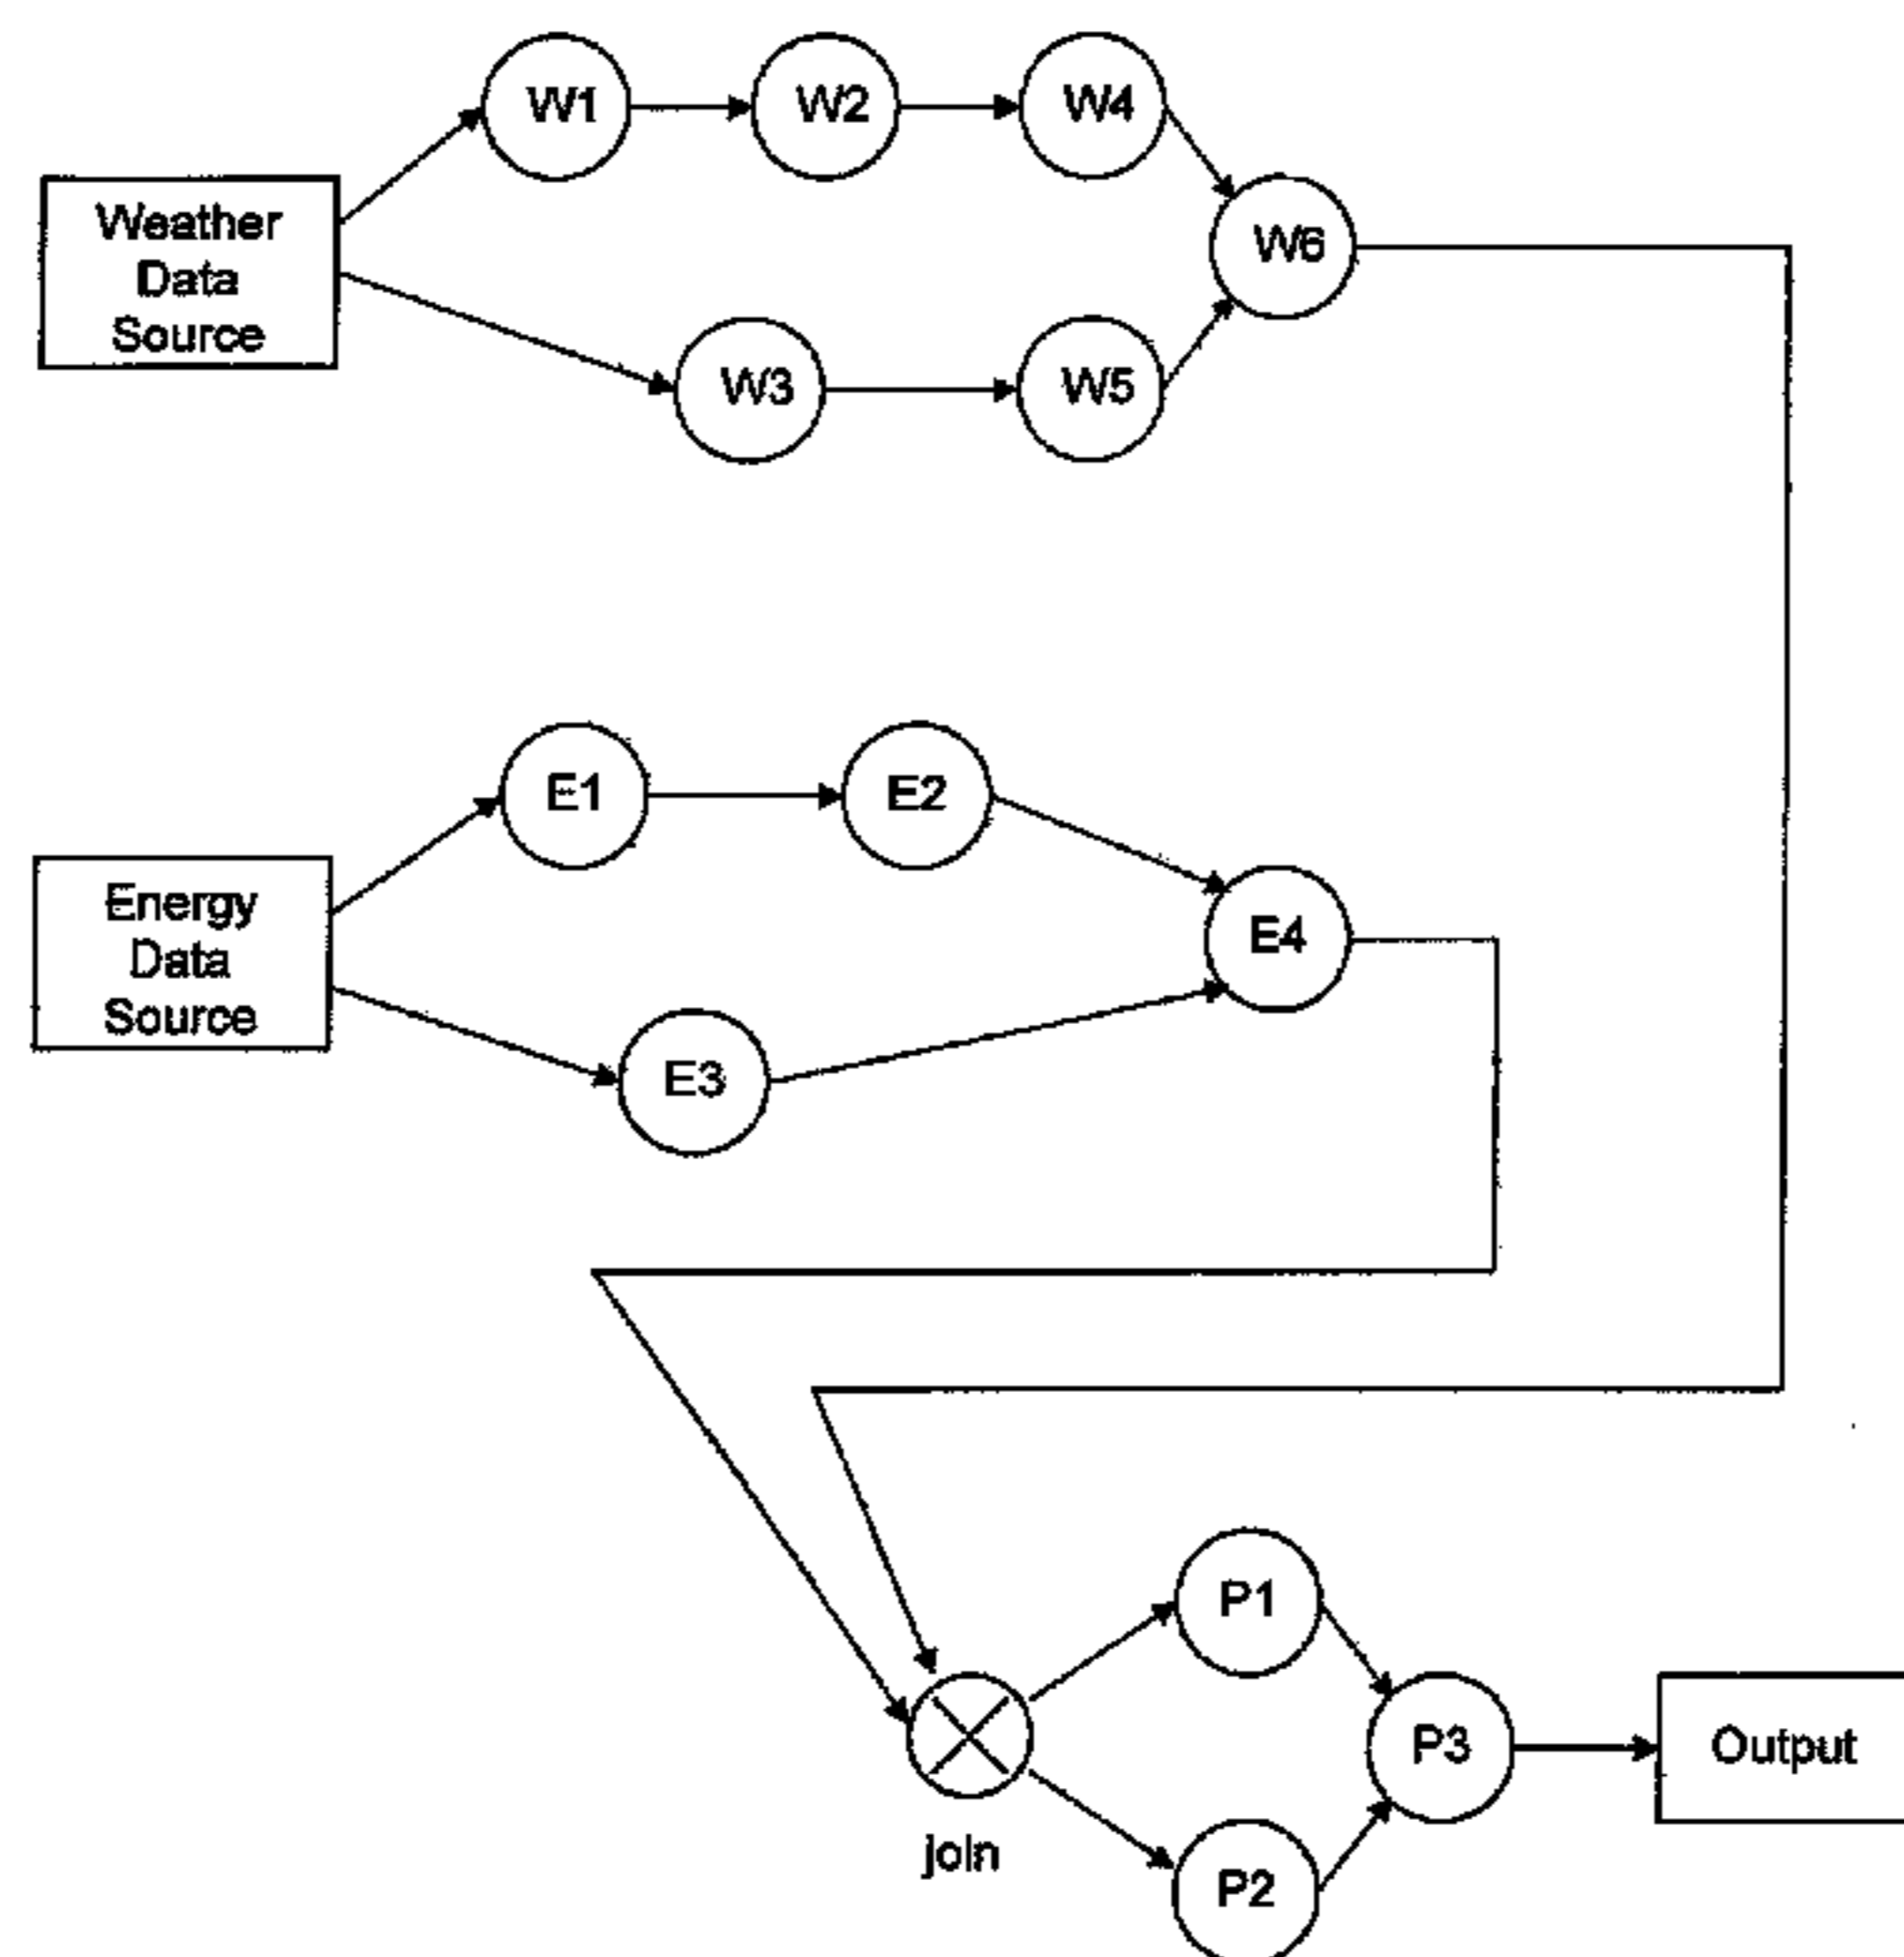 W1
W2
W4
Weather
Data
Source
W6
W3
W5
E1
E2
Energy
Data
Source
E4
E3
P1
P3
Output
join
P2